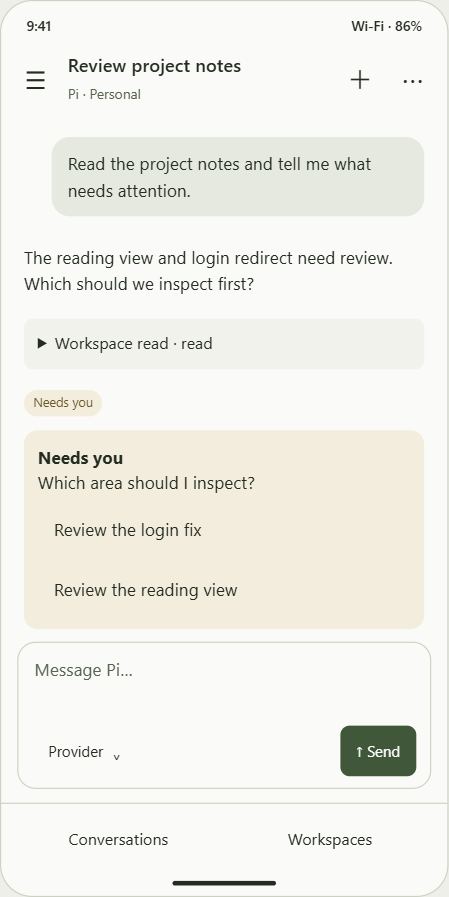 9:41
Wi-Fi · 86%
Review project notes
Pi · Personal
Read the project notes and tell me what
needs attention.
The reading view and login redirect need review.
Which should we inspect first?
▶ Workspace read · read
Needs you
Needs you
Which area should I inspect?
Review the login fix
Review the reading view
Message Pi...
Provider
↑ Send
Conversations
Workspaces